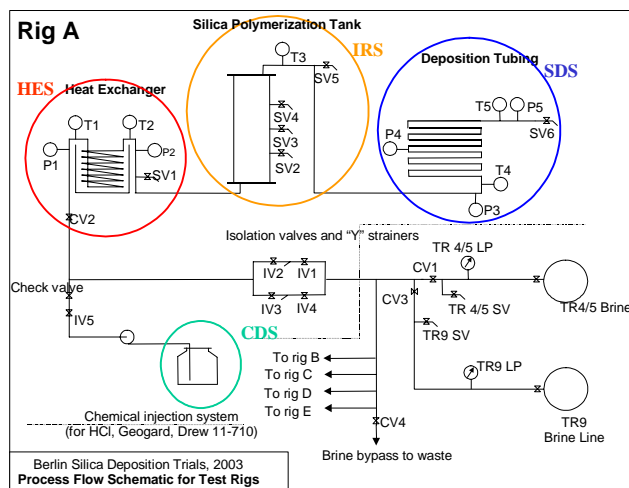 Rig A
Silica Polymerization Tank
IRS
T3
SV5
Deposition Tubing
SDS
HES
Heat Exchanger
T1
T2
SV4
T5
P5
P1
P2
SV3
P4
SV6
SV1
SV2
T4
P3
CV2
Isolation valves and “Y” strainers
TR 4/5 LP
IV2
IV1
CV1
Check valve
IV3
IV4
CV3
TR 4/5 SV
TR4/5 Brine
IV5
TR9 SV
CDS
To rig B
To rig C
To rig D
To rig E
TR9 LP
Chemical injection system
(for HCl, Geogard, Drew 11-710)
CV4
TR9
Brine Line
Brine bypass to waste
Berlin Silica Deposition Trials, 2003
Process Flow Schematic for Test Rigs